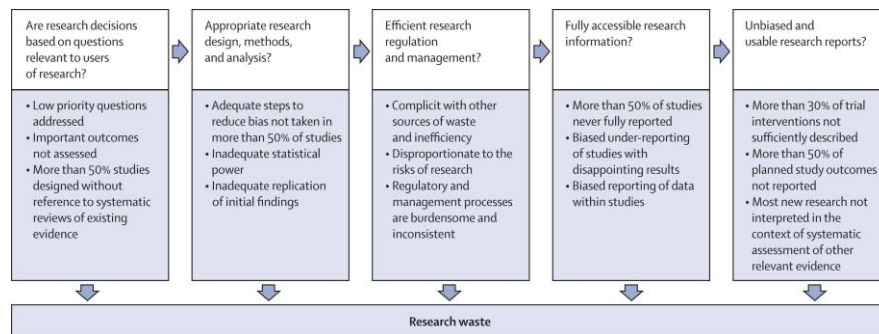 Are research decisions
based on questions
relevant to users
of research?
• Low priority questions
addressed
• Important outcomes
not assessed
• More than 50% studies
designed without
reference to systematic
reviews of existing
evidence
Appropriate research
design, methods,
and analysis?
• Adequate steps to
reduce bias not taken in
more than 50% of studies
• Inadequate statistical
power
• Inadequate replication
of initial findings
Efficient research
regulation
and management?
• Complicit with other
sources of waste
and inefficiency
• Disproportionate to the
risks of research
• Regulatory and
management processes
are burdensome and
inconsistent
Fully accessible research
information?
• More than 50% of studies
never fully reported
• Biased under-reporting
of studies with
disappointing results
• Biased reporting of data
within studies
Unbiased and
usable research reports?
• More than 30% of trial
interventions not
sufficiently described
• More than 50% of
planned study outcomes
not reported
• Most new research not
interpreted in the
context of systematic
assessment of other
relevant evidence
Research waste